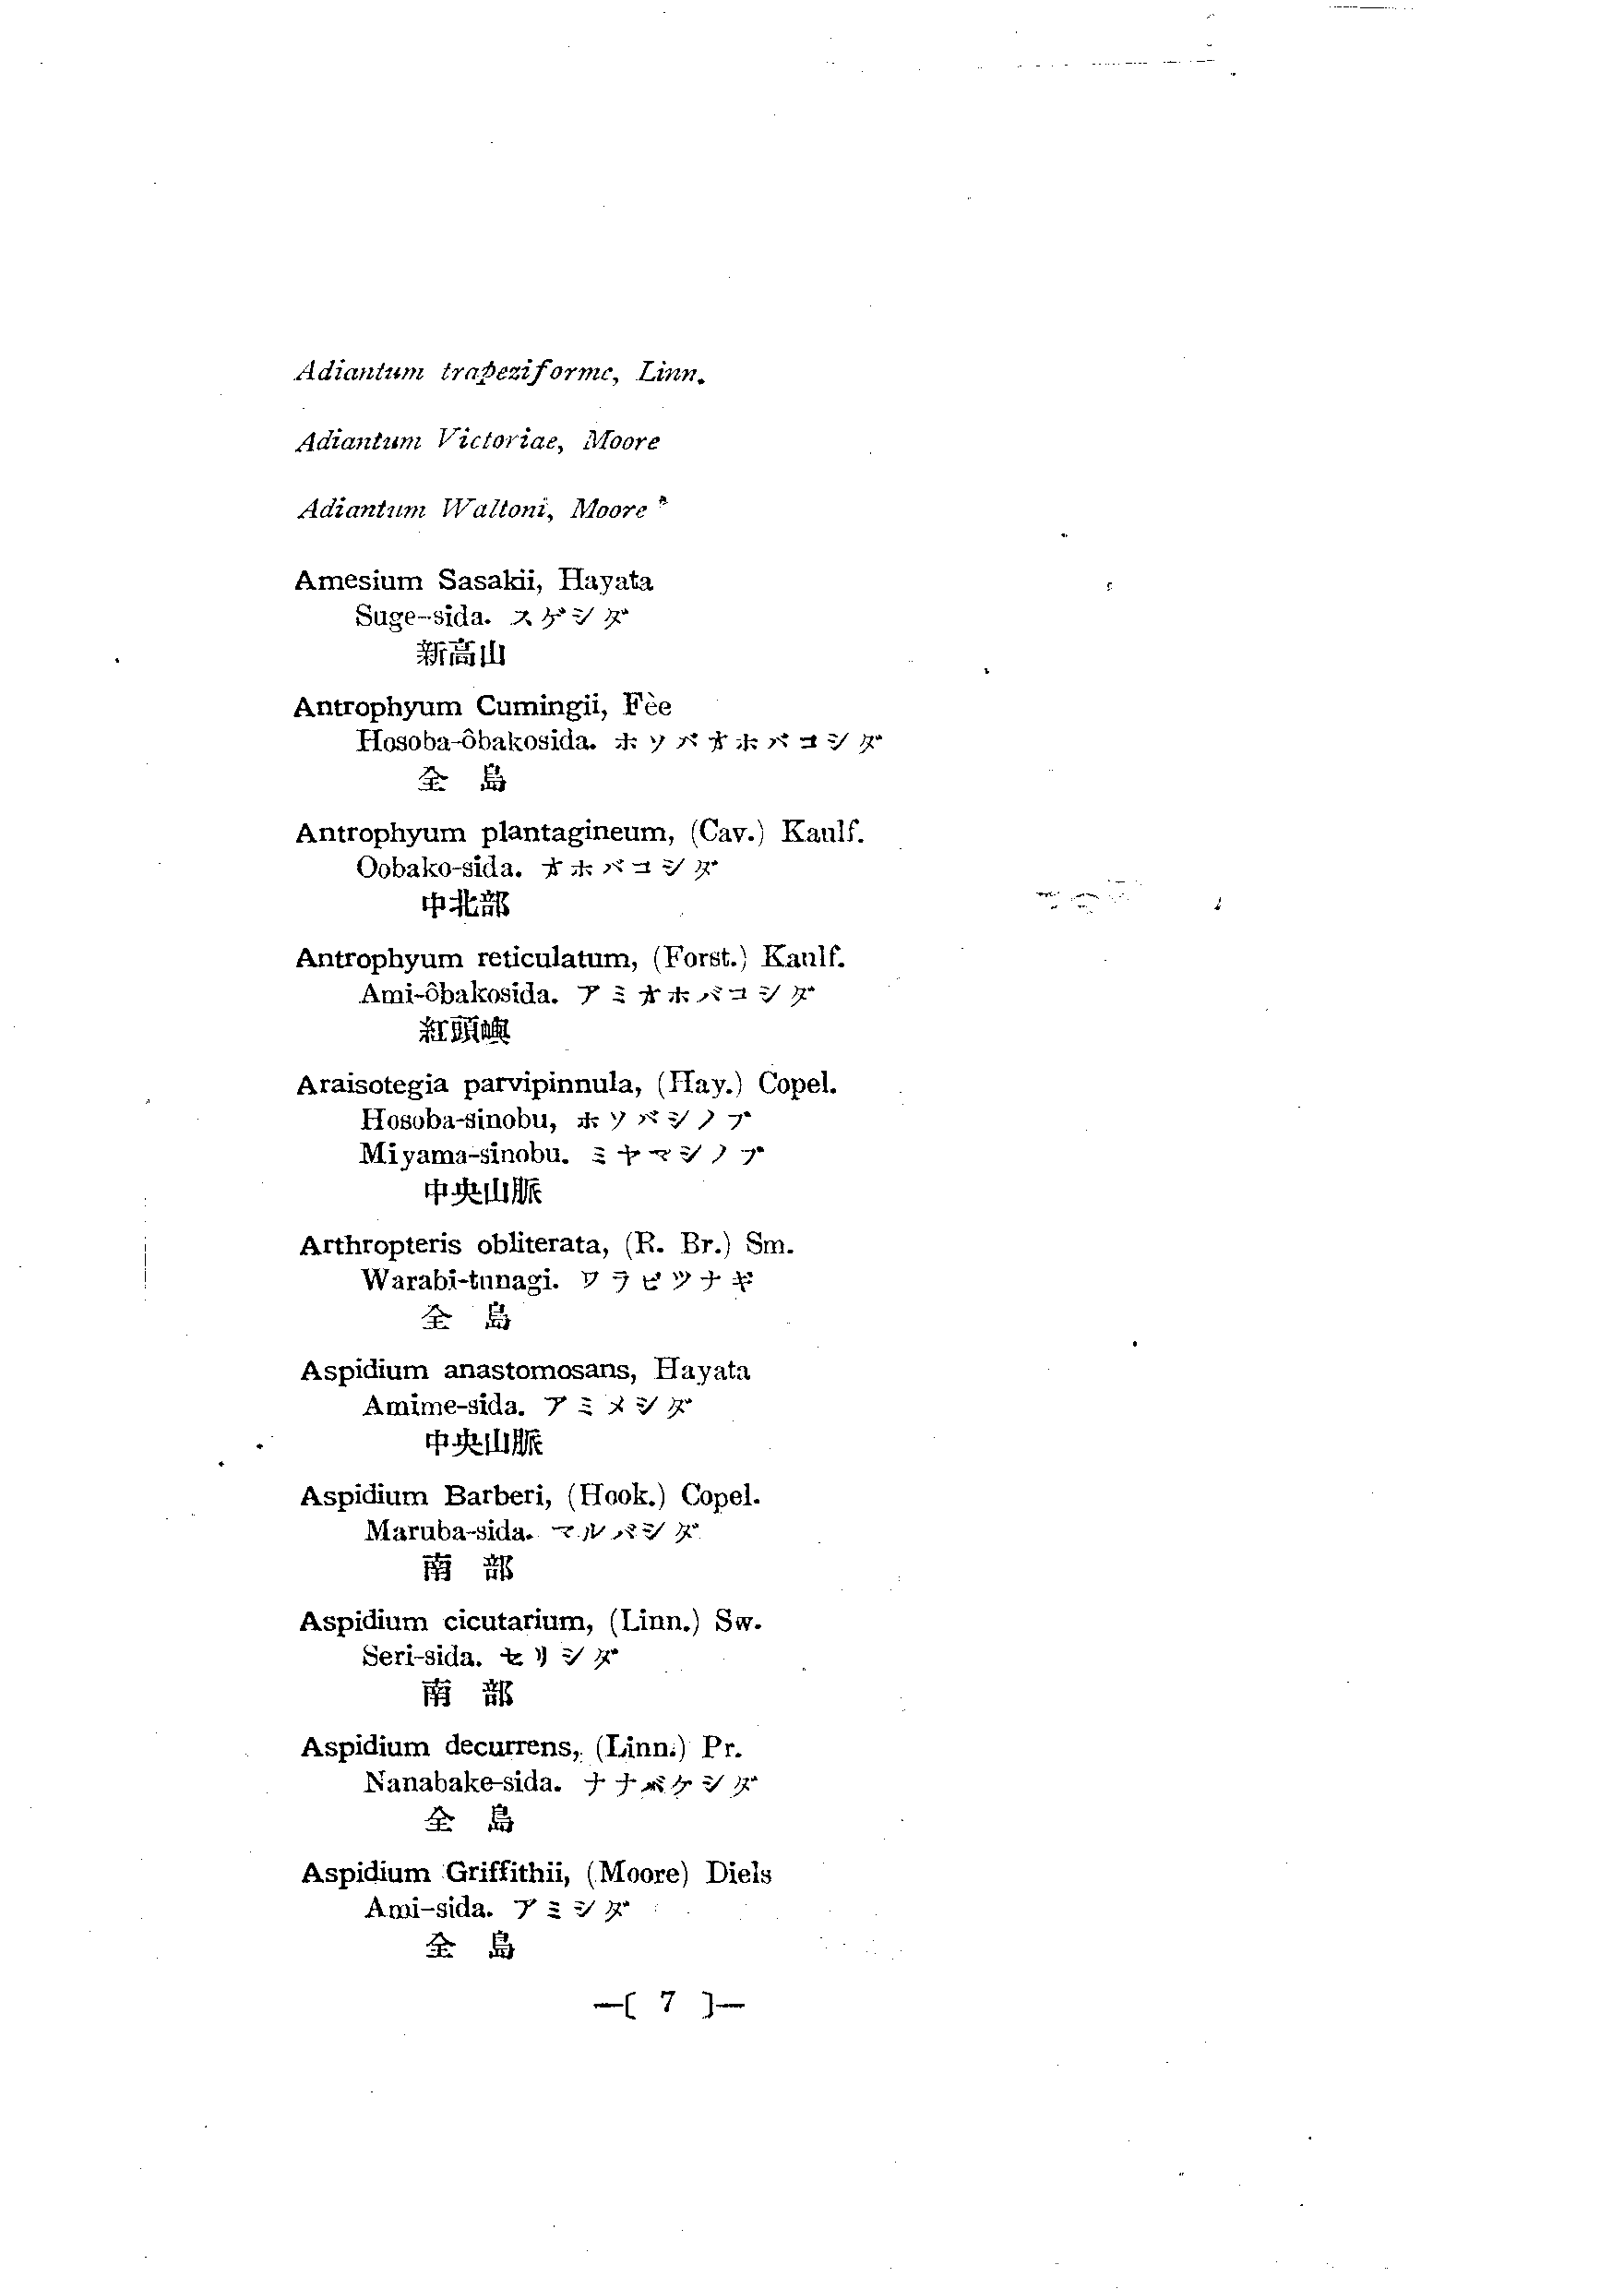 Adiantum trapeziforme, Linn.
Adiantum Victoriae, Moore
Adiantum Waltoni, Moore
Amesium Sasakii, Hayata
Suge-sida. スゲシダ
新高山
Antrophyum Cumingii, Fèe
Hosoba-ôbakosida. ホソバオホバコシダ
全島
Antrophyum plantagineum, (Cav.) Kaulf.
Oobako-sida. オホバコシダ
中北部
Antrophyum reticulatum, (Forst.) Kaulf.
Ami-ôbakosida. アミオホバコシダ
紅頭嶼
Araisotegia parvipinnula, (Hay.) Copel.
Hosoba-sinobu, ホソバシノブ
Miyama-sinobu. ミヤマシノブ
中央山脈
Arthropteris obliterata, (R. Br.) Sm.
Warabi-tunagi. ワラビツナギ
全島
Aspidium anastomosans, Hayata
Amime-sida. アミメシダ
中央山脈
Aspidium Barberi, (Hook.) Copel.
Maruba-sida. マルバシダ
南部
Aspidium cicutarium, (Linn.) Sw.
Seri-sida. セリシダ
南部
Aspidium decurrens, (Linn.) Pr.
Nanabake-sida. ナナバケシダ
全島
Aspidium Griffithii, (Moore) Diels
Ami-sida. アミシダ
全島
—[ 7 ]—